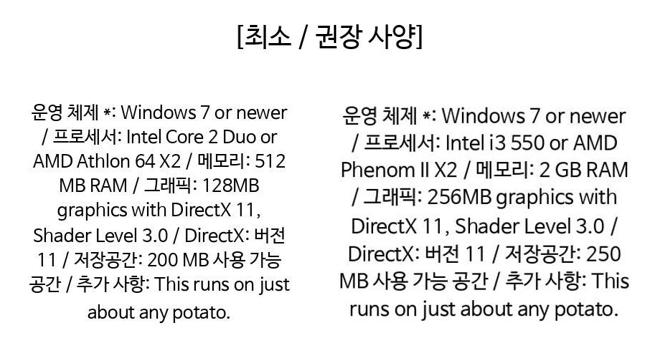 [최소 / 권장 사양]
운영 체제 *: Windows 7 or newer
/ 프로세서: Intel Core 2 Duo or
AMD Athlon 64 X2 / 메모리: 512
MB RAM / 그래픽: 128MB
graphics with DirectX 11,
Shader Level 3.0 / DirectX: 버전
11 / 저장공간: 200 MB 사용 가능
공간 / 추가 사항: This runs on just
about any potato.
운영 체제 *: Windows 7 or newer
/ 프로세서: Intel i3 550 or AMD
Phenom II X2 / 메모리: 2 GB RAM
/ 그래픽: 256MB graphics with
DirectX 11, Shader Level 3.0 /
DirectX: 버전 11 / 저장공간: 250
MB 사용 가능 공간 / 추가 사항: This
runs on just about any potato.